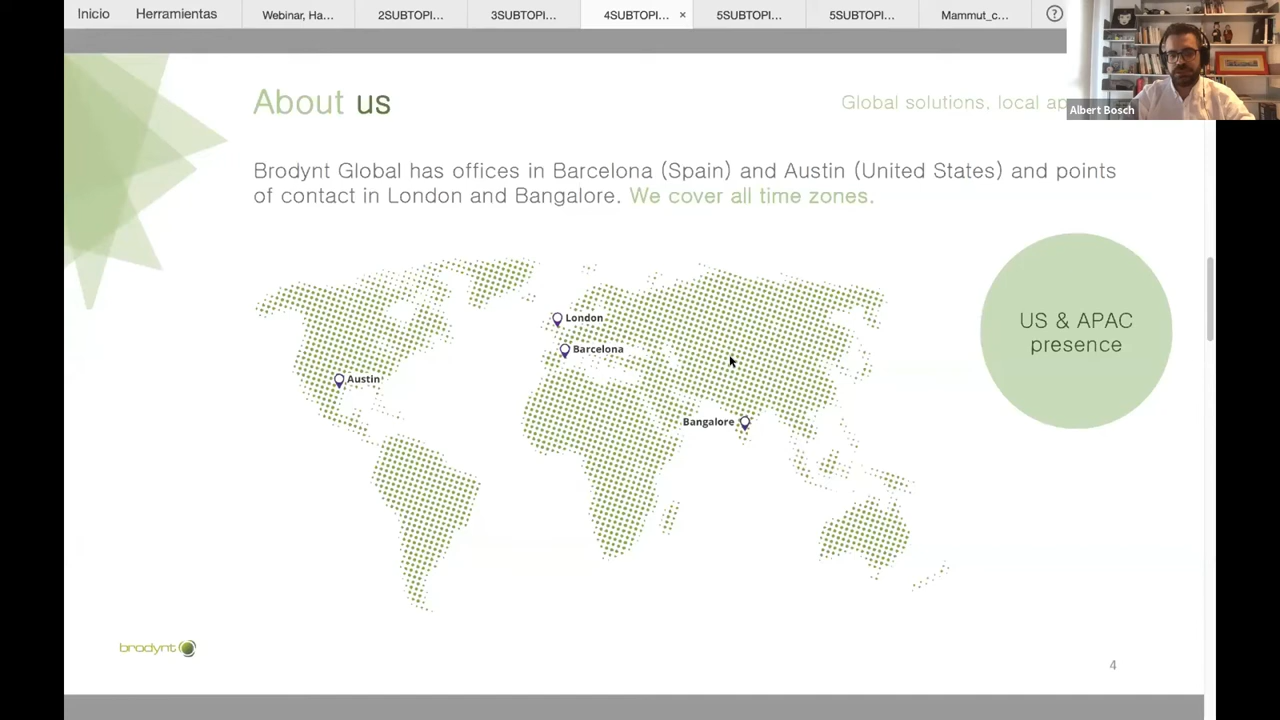 Inicio Herramientas Webinar, Ha... 2SUBTOPI... 3SUBTOPI... 4SUBTOPI... × 5SUBTOPI... 5SUBTOPI... Mammut_c... ?
Albert Bosch
About us
Global solutions. local ap
Brodynt Global has offices in Barcelona (Spain) and Austin (United States) and points
of contact in London and Bangalore. We cover all time zones.
London
Barcelona
Austin
Bangalore
US & APAC
presence
brodynt
4